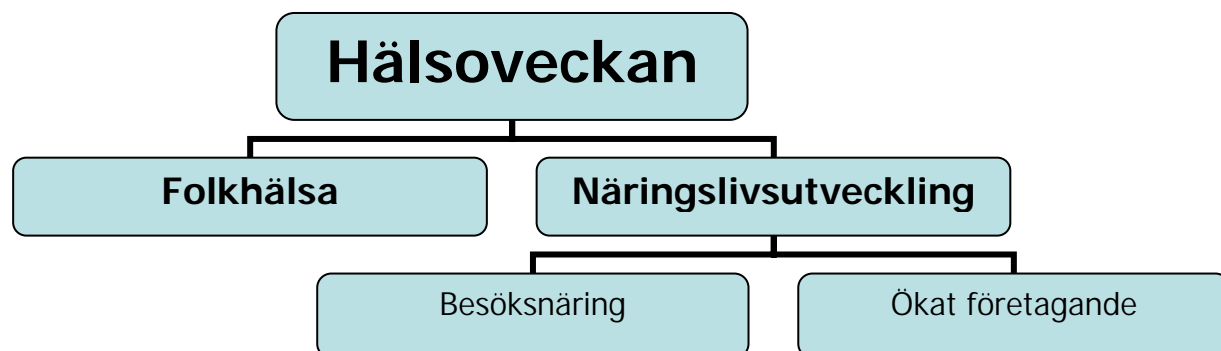 Hälsoveckan
Folkhälsa
Näringslivsutveckling
Besöksnäring
Ökat företagande